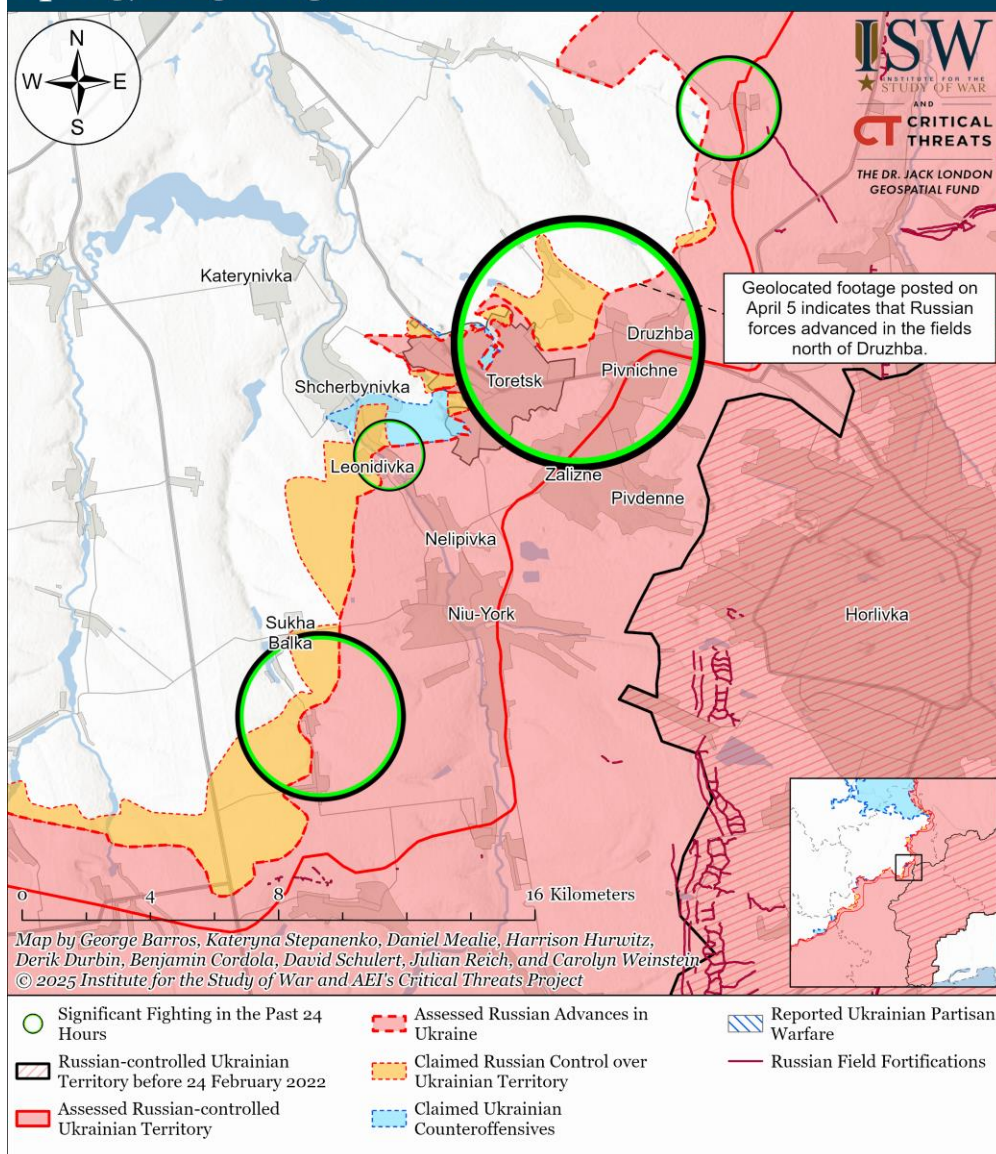 N
W E
S
ISW
INSTITUTE FOR THE
STUDY OF WAR
AND
CT CRITICAL
THREATS
THE DR. JACK LONDON
GEOSPATIAL FUND
Katerynivka
Geolocated footage posted on
April 5 indicates that Russian
forces advanced in the fields
north of Druzhba.
Druzhba
Pivnichne
Toretsk
Shcherbynivka
Leonidivka
Zalizne
Pivdenne
Nelipivka
Niu-York
Horlivka
Sukha
Balka
0 4 8 16 Kilometers
Map by George Barros, Kateryna Stepanenko, Daniel Mealie, Harrison Hurwitz,
Derik Durbin, Benjamin Cordola, David Schulert, Julian Reich, and Carolyn Weinstein
© 2025 Institute for the Study of War and AEI's Critical Threats Project
Significant Fighting in the Past 24
Hours
Russian-controlled Ukrainian
Territory before 24 February 2022
Assessed Russian-controlled
Ukrainian Territory
Assessed Russian Advances in
Ukraine
Claimed Russian Control over
Ukrainian Territory
Claimed Ukrainian
Counteroffensives
Reported Ukrainian Partisan
Warfare
Russian Field Fortifications